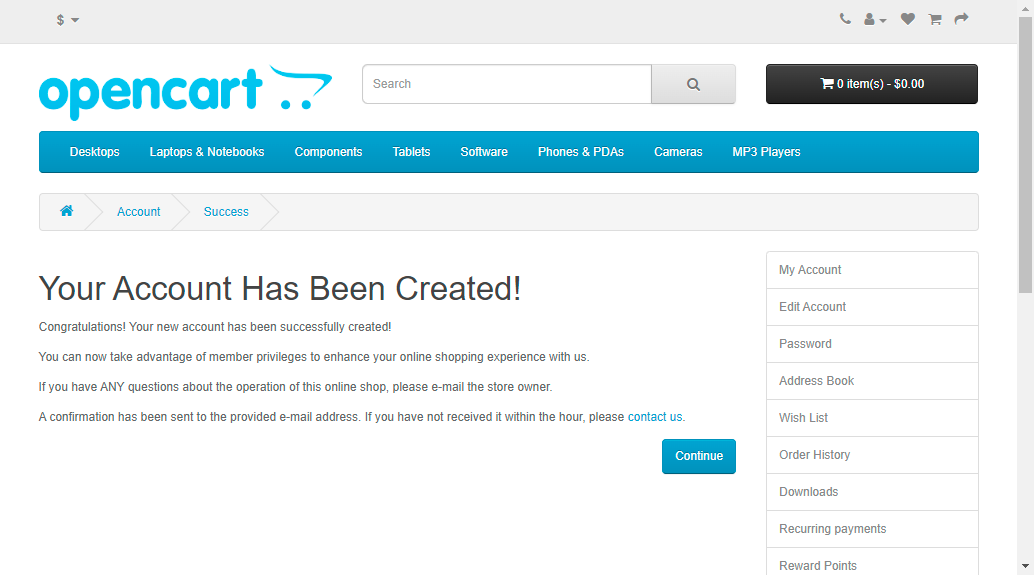 $
opencart
Search
0 item(s) - $0.00
Desktops
Laptops & Notebooks
Components
Tablets
Software
Phones & PDAs
Cameras
MP3 Players
Account
Success
Your Account Has Been Created!
Congratulations! Your new account has been successfully created!
You can now take advantage of member privileges to enhance your online shopping experience with us.
If you have ANY questions about the operation of this online shop, please e-mail the store owner.
A confirmation has been sent to the provided e-mail address. If you have not received it within the hour, please contact us.
Continue
My Account
Edit Account
Password
Address Book
Wish List
Order History
Downloads
Recurring payments
Reward Points